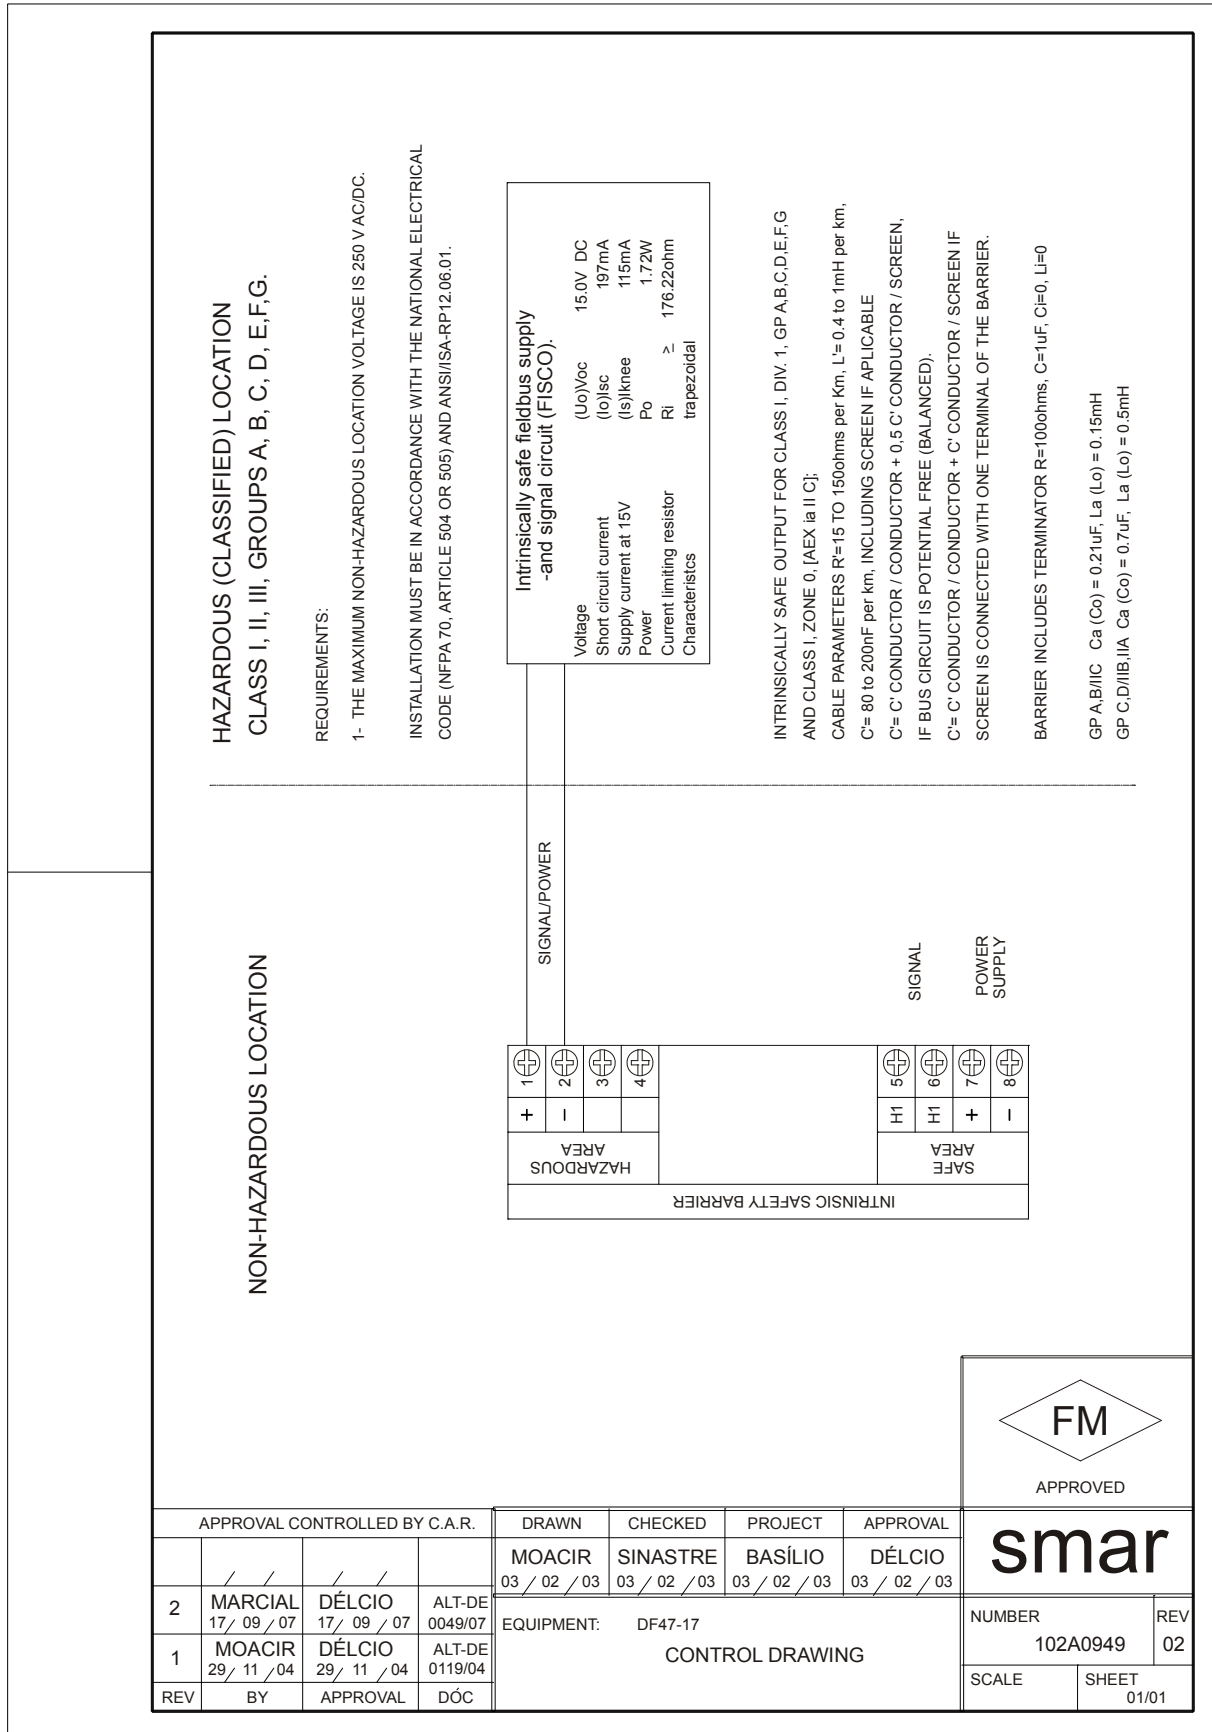 HAZARDOUS (CLASSIFIED) LOCATION
CLASS I, II, III, GROUPS A, B, C, D, E,F,G.
REQUIREMENTS:
1- THE MAXIMUM NON-HAZARDOUS LOCATION VOLTAGE IS 250 V AC/DC.
INSTALLATION MUST BE IN ACCORDANCE WITH THE NATIONAL ELECTRICAL
CODE (NFPA 70, ARTICLE 504 OR 505) AND ANSI/ISA-RP12.06.01.
Intrinsically safe fieldbus supply
-and signal circuit (FISCO).
Voltage (Uo)Voc 15.0V DC
Short circuit current (Io)Isc 197mA
Supply current at 15V (Is)Iknee 115mA
Power Po 1.72W
Current limiting resistor Ri ≥ 176.22ohm
Characteristcs trapezoidal
INTRINSICALLY SAFE OUTPUT FOR CLASS I, DIV. 1, GP A,B,C,D,E,F,G
AND CLASS I, ZONE 0, [AEX ia II C];
CABLE PARAMETERS R'=15 TO 150ohms per Km, L'= 0.4 to 1mH per km,
C'= 80 to 200nF per km, INCLUDING SCREEN IF APLICABLE
C'= C' CONDUCTOR / CONDUCTOR + 0,5 C' CONDUCTOR / SCREEN,
IF BUS CIRCUIT IS POTENTIAL FREE (BALANCED).
C'= C' CONDUCTOR / CONDUCTOR + C' CONDUCTOR / SCREEN IF
SCREEN IS CONNECTED WITH ONE TERMINAL OF THE BARRIER.
BARRIER INCLUDES TERMINATOR R=100ohms, C=1uF, Ci=0, Li=0
GP A,B/IIC Ca (Co) = 0.21uF, La (Lo) = 0.15mH
GP C,D/IIB,IIA Ca (Co) = 0.7uF, La (Lo) = 0.5mH
NON-HAZARDOUS LOCATION
SIGNAL/POWER
SIGNAL
POWER
SUPPLY
+ 1
– 2
3
4
HAZARDOUS
AREA
H1 5
H1 6
+ 7
– 8
SAFE
AREA
INTRINSIC SAFETY BARRIER
FM
APPROVED
smar
APPROVAL CONTROLLED BY C.A.R.
DRAWN CHECKED PROJECT APPROVAL
MOACIR SINASTRE BASÍLIO DÉLCIO
03 / 02 / 03 03 / 02 / 03 03 / 02 / 03 03 / 02 / 03
/ / / /
2 MARCIAL DÉLCIO ALT-DE
17/ 09 / 07 17/ 09 / 07 0049/07
1 MOACIR DÉLCIO ALT-DE
29/ 11 / 04 29/ 11 / 04 0119/04
REV BY APPROVAL DÓC
EQUIPMENT: DF47-17
CONTROL DRAWING
NUMBER REV
102A0949 02
SCALE SHEET
01/01